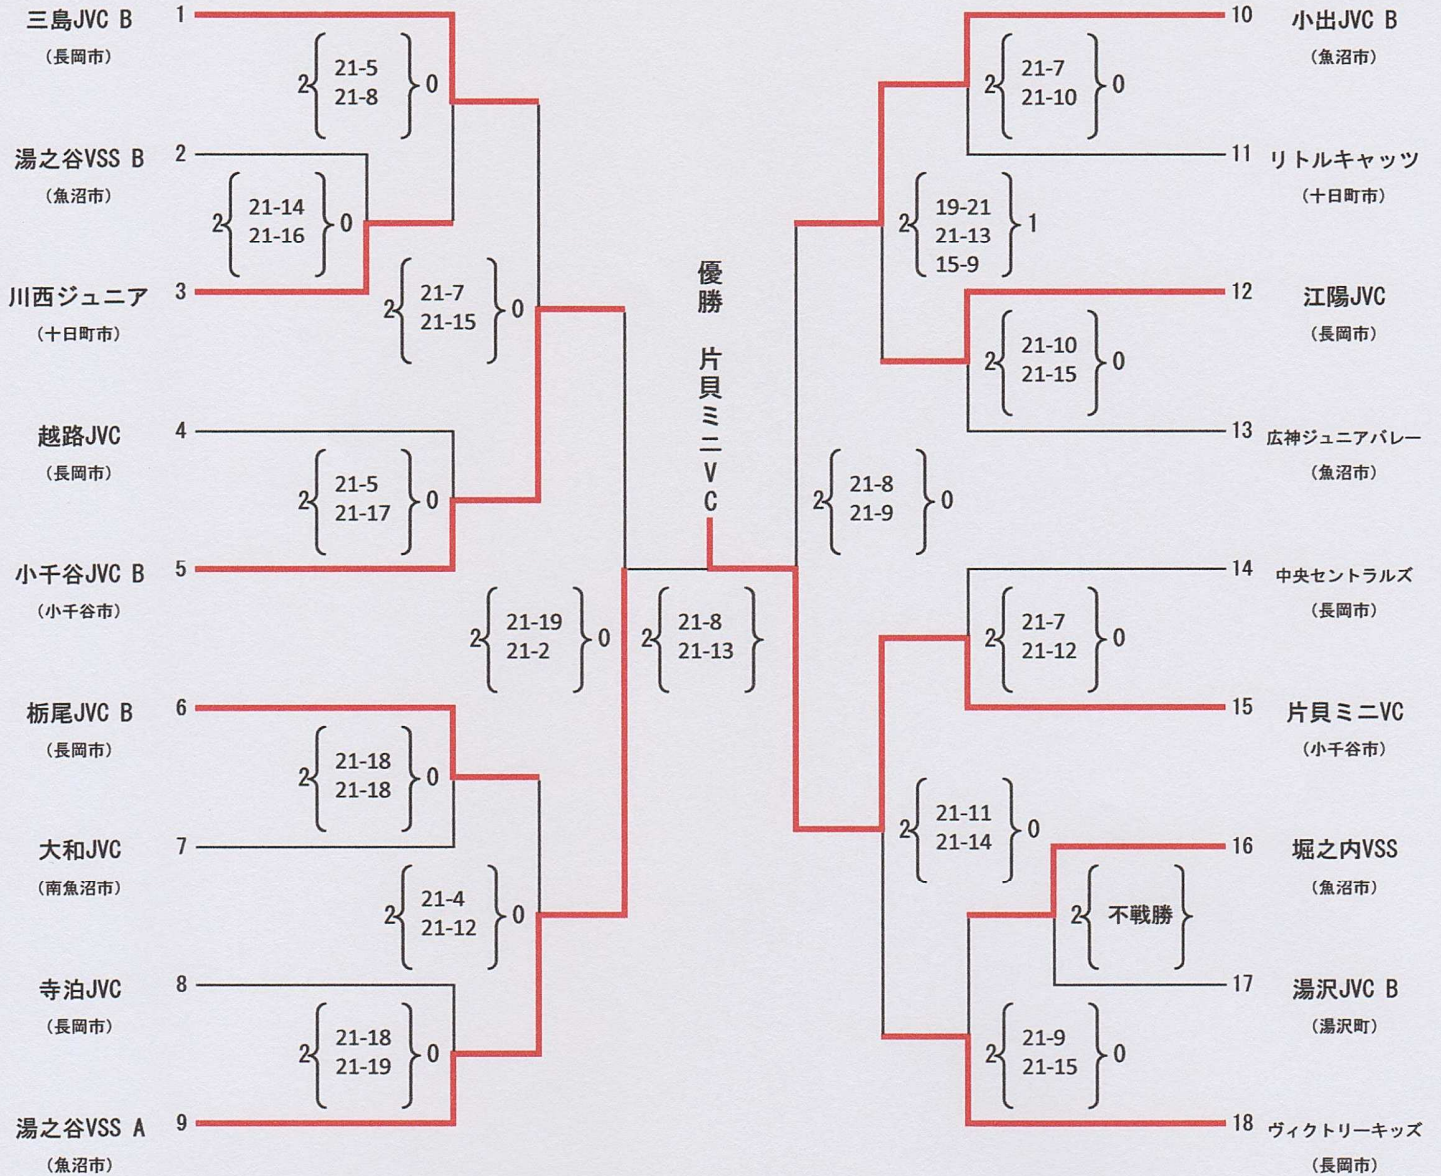 三島JVC B 1
(長岡市)
2 21-5 0
21-8
湯之谷VSS B 2
(魚沼市)
2 21-14 0
21-16
川西ジュニア 3
(十日町市)
2 21-7 0
21-15
越路JVC 4
(長岡市)
2 21-5 0
21-17
小千谷JVC B 5
(小千谷市)
2 21-19 0
21-2
栃尾JVC B 6
(長岡市)
2 21-18 0
21-18
大和JVC 7
(南魚沼市)
2 21-4 0
21-12
寺泊JVC 8
(長岡市)
2 21-18 0
21-19
湯之谷VSS A 9
(魚沼市)
優勝 片貝ミニVC
2 21-8
21-13
10 小出JVC B
(魚沼市)
2 21-7 0
21-10
11 リトルキャッツ
(十日町市)
2 19-21 1
21-13
15-9
12 江陽JVC
(長岡市)
2 21-10 0
21-15
13 広神ジュニアバレー
(魚沼市)
2 21-8 0
21-9
14 中央セントラルズ
(長岡市)
2 21-7 0
21-12
15 片貝ミニVC
(小千谷市)
2 21-11 0
21-14
16 堀之内VSS
(魚沼市)
2 不戦勝
17 湯沢JVC B
(湯沢町)
2 21-9 0
21-15
18 ヴィクトリーキッズ
(長岡市)